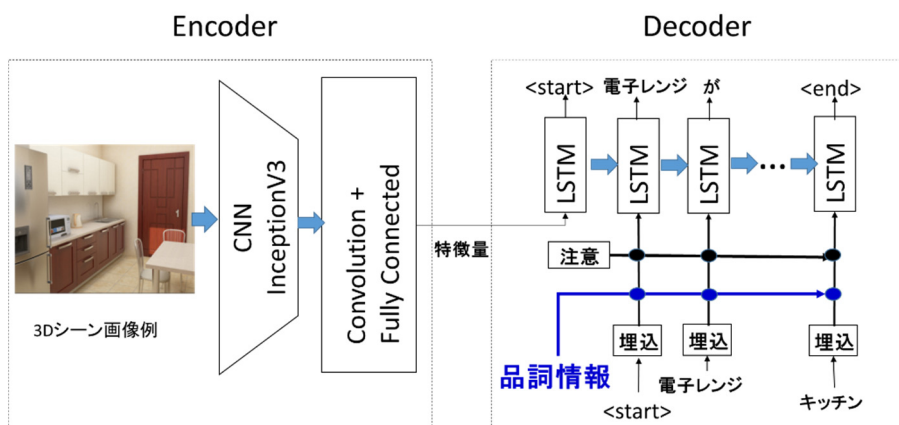 Encoder
Decoder
<start>
電子レンジ
が
<end>
CNN
InceptionV3
Convolution +
Fully Connected
LSTM
LSTM
LSTM
...
LSTM
特徴量
注意
3Dシーン画像例
埋込
埋込
埋込
品詞情報
電子レンジ
キッチン
<start>